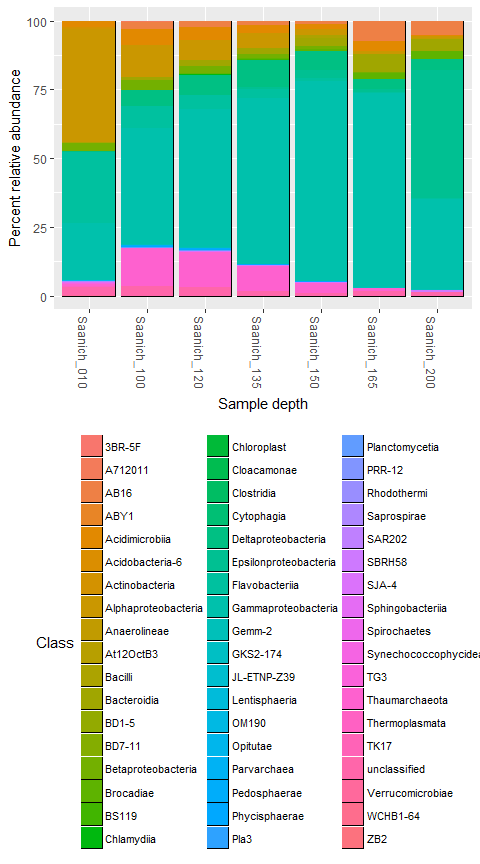 Percent relative abundance
100
75
50
25
0
Saanich_010
Saanich_100
Saanich_120
Saanich_135
Saanich_150
Saanich_165
Saanich_200
Sample depth
Class
3BR-5F
A712011
AB16
ABY1
Acidimicrobiia
Acidobacteria-6
Actinobacteria
Alphaproteobacteria
Anaerolineae
At12OctB3
Bacilli
Bacteroidia
BD1-5
BD7-11
Betaproteobacteria
Brocadiae
BS119
Chlamydiia
Chloroplast
Cloacamonae
Clostridia
Cytophagia
Deltaproteobacteria
Epsilonproteobacteria
Flavobacteriia
Gammaproteobacteria
Gemm-2
GKS2-174
JL-ETNP-Z39
Lentisphaeria
OM190
Opitutae
Parvarchaea
Pedosphaerae
Phycisphaerae
Pla3
Planctomycetia
PRR-12
Rhodothermi
Saprospirae
SAR202
SBRH58
SJA-4
Sphingobacteriia
Spirochaetes
Synechococcophycidea
TG3
Thaumarchaeota
Thermoplasmata
TK17
unclassified
Verrucomicrobiae
WCHB1-64
ZB2